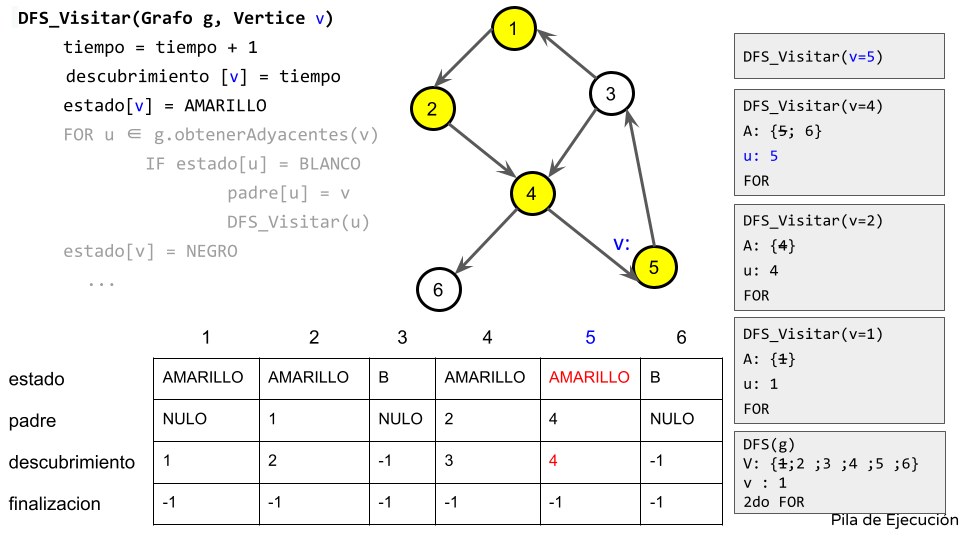 DFS_Visitar(Grafo g, Vertice v)
tiempo = tiempo + 1
descubrimiento [v] = tiempo
estado[v] = AMARILLO
FOR u ∈ g.obtenerAdyacentes(v)
IF estado[u] = BLANCO
padre[u] = v
DFS_Visitar(u)
estado[v] = NEGRO
...
1
2
3
4
v:
5
6
1 2 3 4 5 6
estado AMARILLO AMARILLO B AMARILLO AMARILLO B
padre NULO 1 NULO 2 4 NULO
descubrimiento 1 2 -1 3 4 -1
finalizacion -1 -1 -1 -1 -1 -1
DFS_Visitar(v=5)
DFS_Visitar(v=4)
A: {5; 6}
u: 5
FOR
DFS_Visitar(v=2)
A: {4}
u: 4
FOR
DFS_Visitar(v=1)
A: {1}
u: 1
FOR
DFS(g)
V: {1;2 ;3 ;4 ;5 ;6}
v : 1
2do FOR
Pila de Ejecución